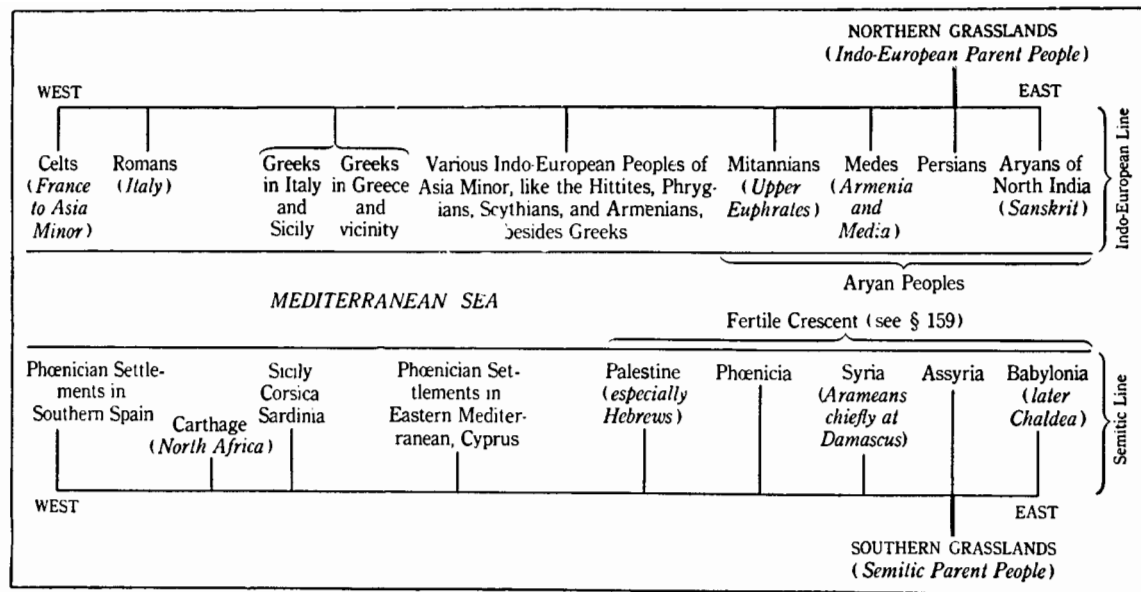 NORTHERN GRASSLANDS
(Indo-European Parent People)
WEST
EAST
Celts
(France
to Asia
Minor)
Romans
(Italy)
Greeks
in Italy
and
Sicily
Greeks
in Greece
and
vicinity
Various Indo-European Peoples of
Asia Minor, like the Hittites, Phryg-
ians, Scythians, and Armenians,
besides Greeks
Mitannians
(Upper
Euphrates)
Medes
(Armenia
and
Media)
Persians
Aryans of
North India
(Sanskrit)
Indo-European Line
Aryan Peoples
MEDITERRANEAN SEA
Fertile Crescent (see § 159)
Phœnician Settle-
ments in
Southern Spain
Carthage
(North Africa)
Sicily
Corsica
Sardinia
Phœnician Set-
tlements in
Eastern Mediter-
ranean, Cyprus
Palestine
(especially
Hebrews)
Phœnicia
Syria
(Arameans
chiefly at
Damascus)
Assyria
Babylonia
(later
Chaldea)
Semitic Line
WEST
EAST
SOUTHERN GRASSLANDS
(Semitic Parent People)